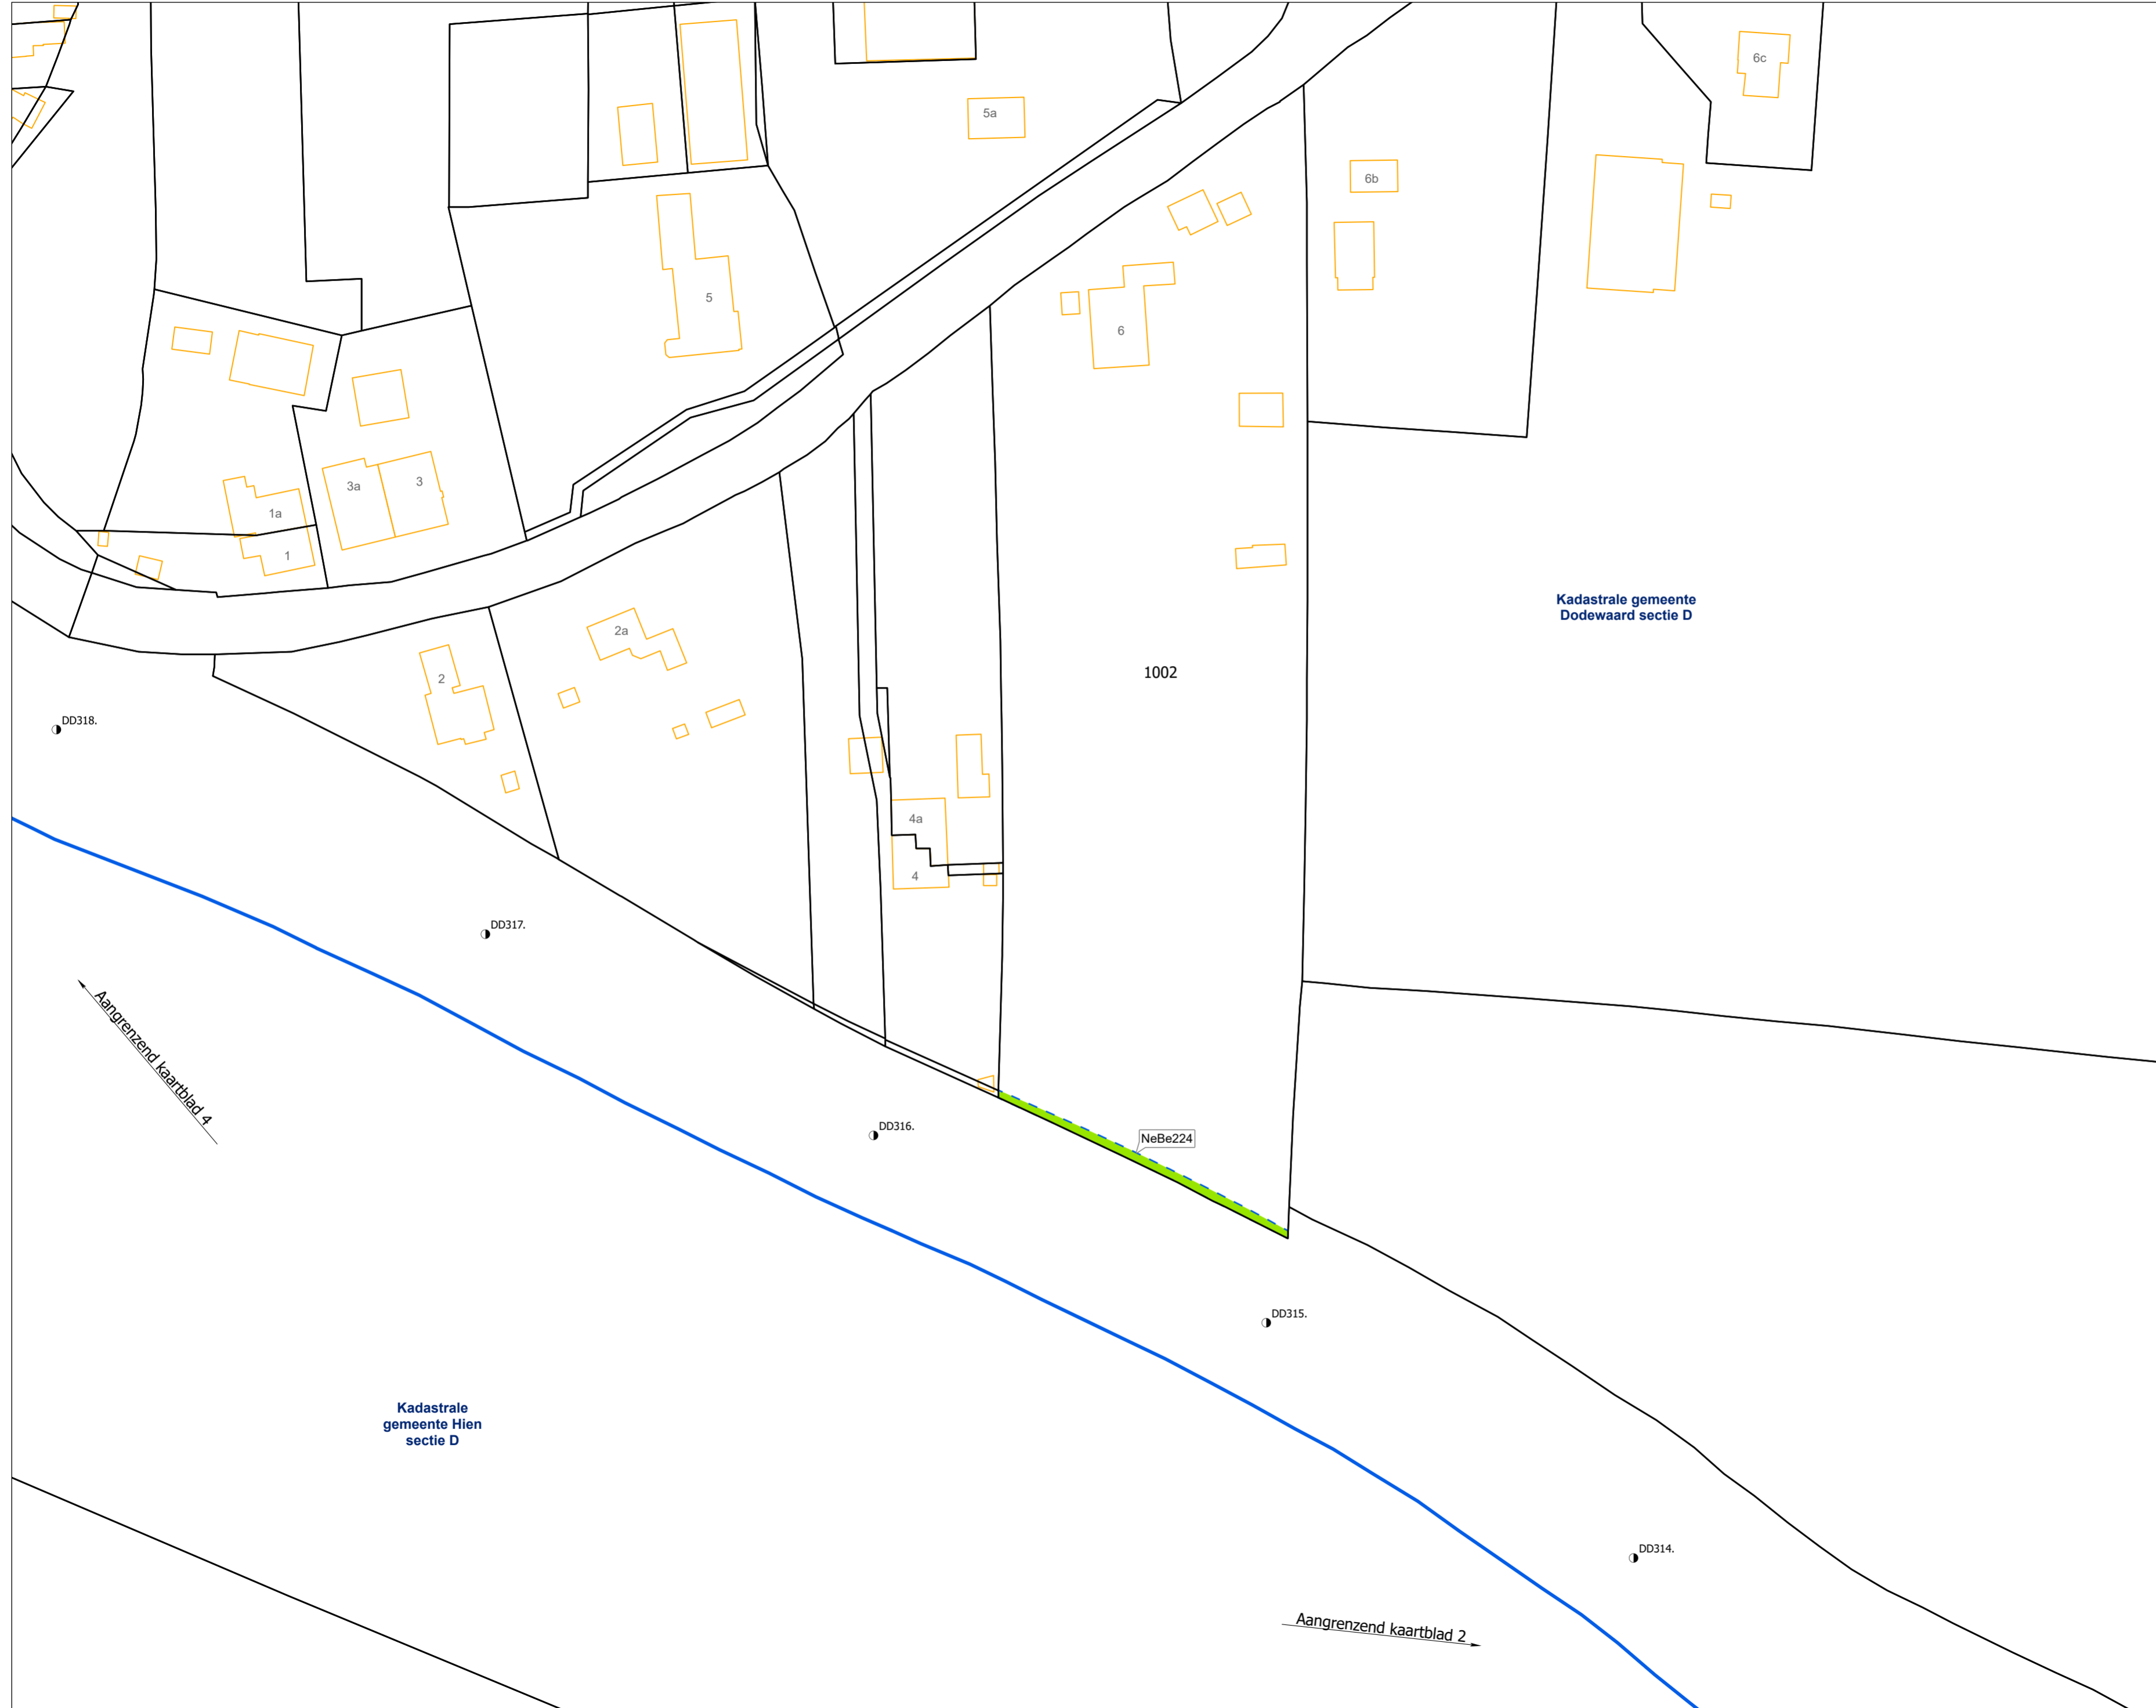 6c
5a
6b
5
6
3a
3
1a
1
Kadastrale gemeente
Dodewaard sectie D
2a
1002
2
DD318.
4a
4
DD317.
Aangrenzend kaartblad 4
DD316.
NeBe224
DD315.
Kadastrale
gemeente Hien
sectie D
DD314.
Aangrenzend kaartblad 2